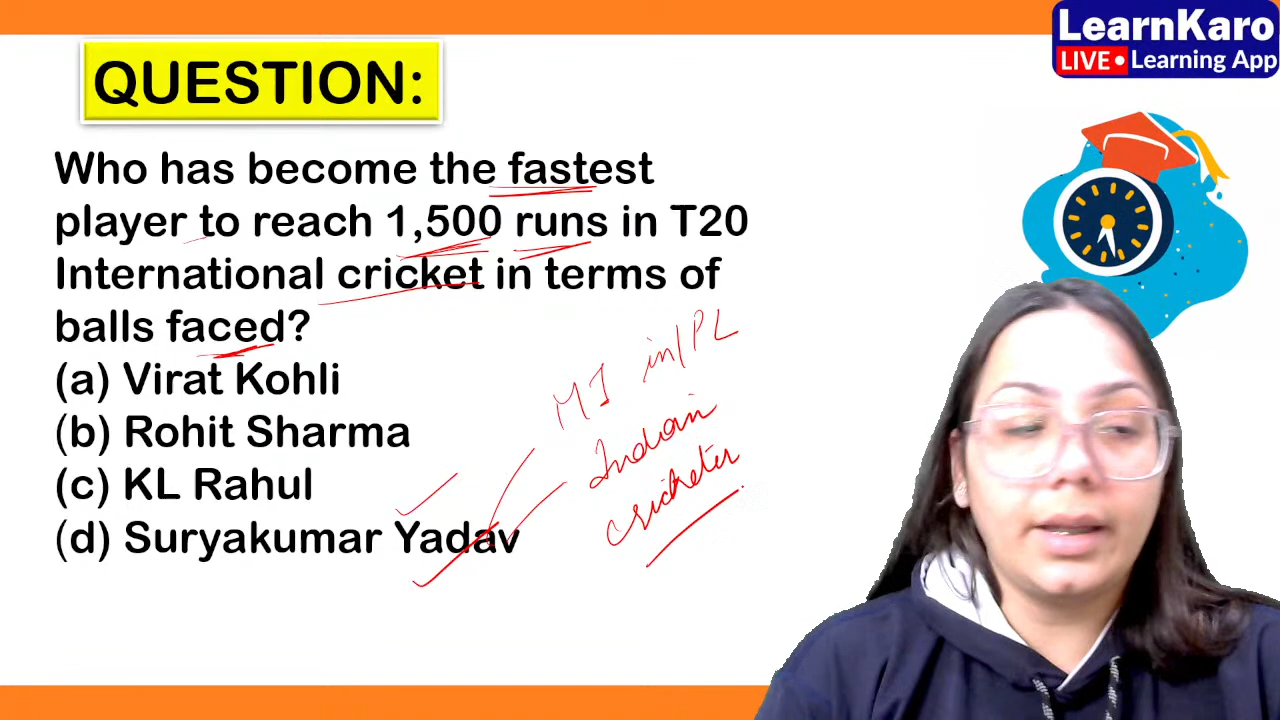 LearnKaro
LIVE • Learning App
QUESTION:
Who has become the fastest
player to reach 1,500 runs in T20
International cricket in terms of
balls faced?
(a) Virat Kohli
(b) Rohit Sharma
(c) KL Rahul
(d) Suryakumar Yadav
MI in IPL
Indian
cricketer